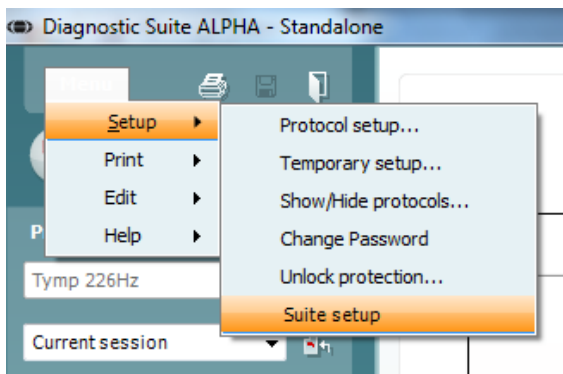 Diagnostic Suite ALPHA - Standalone
Menu
Setup
Protocol setup...
Print
Temporary setup...
Edit
Show/Hide protocols...
Help
Change Password
Unlock protection...
Suite setup
P
Tymp 226Hz
Current session